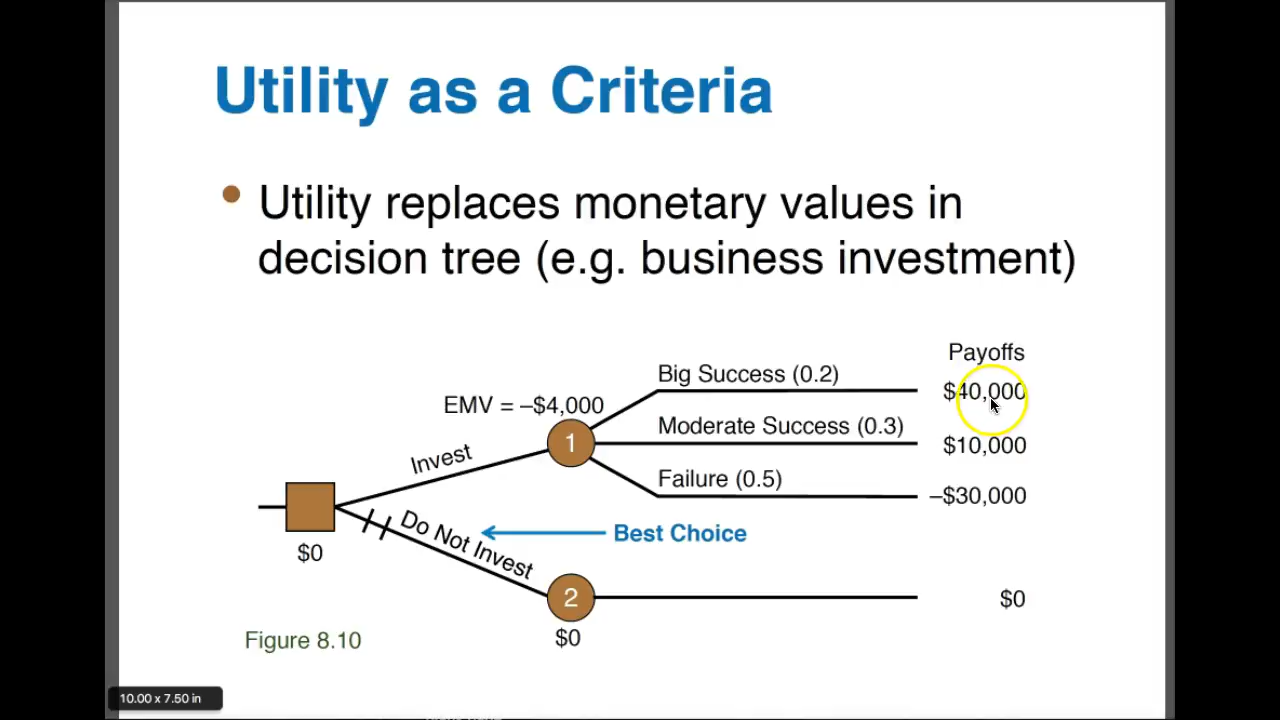 Utility as a Criteria
• Utility replaces monetary values in
decision tree (e.g. business investment)
Payoffs
Big Success (0.2)
$40,000
EMV = –$4,000
Moderate Success (0.3)
$10,000
1
Invest
Failure (0.5)
–$30,000
Do Not Invest
Best Choice
$0
2
$0
$0
Figure 8.10
10.00 x 7.50 in